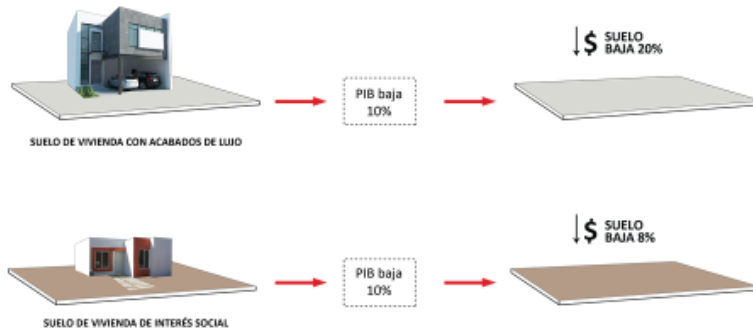 ↓$ SUELO
BAJA 20%
PIB baja
10%
SUELO DE VIVIENDA CON ACABADOS DE LUJO
↓$ SUELO
BAJA 8%
PIB baja
10%
SUELO DE VIVIENDA DE INTERÉS SOCIAL